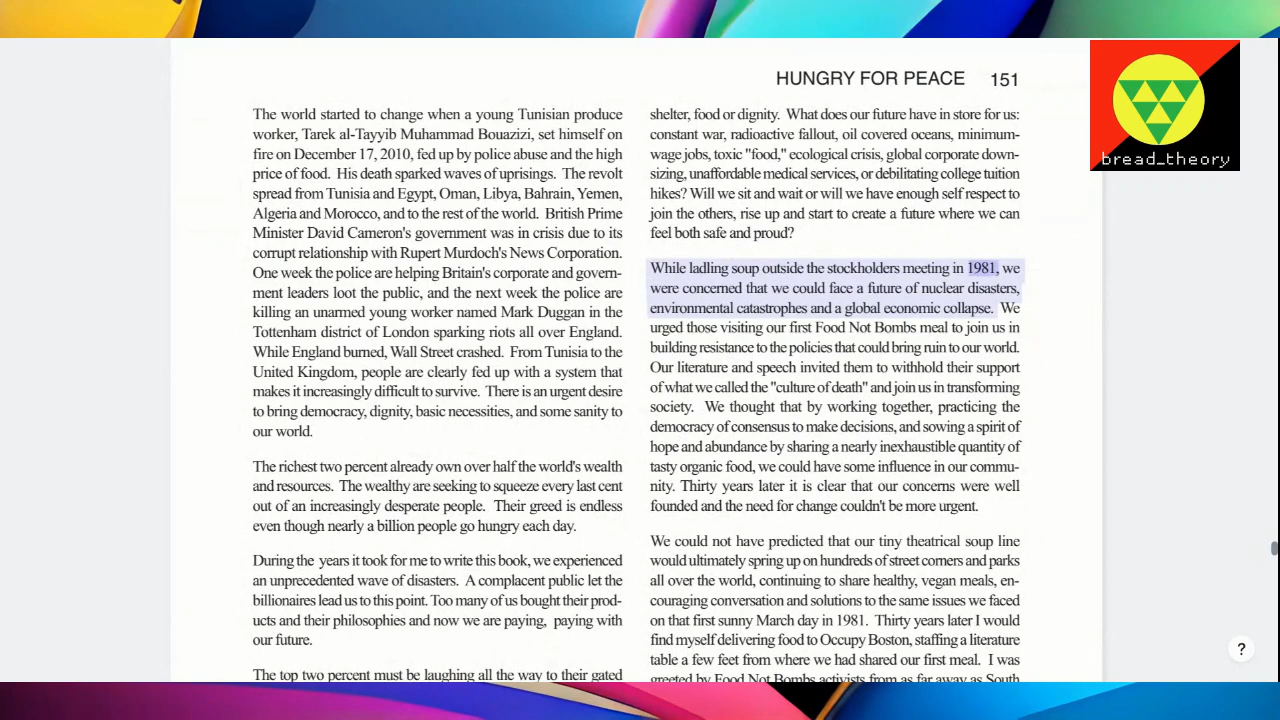 HUNGRY FOR PEACE 151
The world started to change when a young Tunisian produce
worker, Tarek al-Tayyib Muhammad Bouazizi, set himself on
fire on December 17, 2010, fed up by police abuse and the high
price of food. His death sparked waves of uprisings. The revolt
spread from Tunisia and Egypt, Oman, Libya, Bahrain, Yemen,
Algeria and Morocco, and to the rest of the world. British Prime
Minister David Cameron's government was in crisis due to its
corrupt relationship with Rupert Murdoch's News Corporation.
One week the police are helping Britain's corporate and govern-
ment leaders loot the public, and the next week the police are
killing an unarmed young worker named Mark Duggan in the
Tottenham district of London sparking riots all over England.
While England burned, Wall Street crashed. From Tunisia to the
United Kingdom, people are clearly fed up with a system that
makes it increasingly difficult to survive. There is an urgent desire
to bring democracy, dignity, basic necessities, and some sanity to
our world.
The richest two percent already own over half the world's wealth
and resources. The wealthy are seeking to squeeze every last cent
out of an increasingly desperate people. Their greed is endless
even though nearly a billion people go hungry each day.
During the years it took for me to write this book, we experienced
an unprecedented wave of disasters. A complacent public let the
billionaires lead us to this point. Too many of us bought their prod-
ucts and their philosophies and now we are paying, paying with
our future.
The top two percent must be laughing all the way to their gated
shelter, food or dignity. What does our future have in store for us:
constant war, radioactive fallout, oil covered oceans, minimum-
wage jobs, toxic "food," ecological crisis, global corporate down-
sizing, unaffordable medical services, or debilitating college tuition
hikes? Will we sit and wait or will we have enough self respect to
join the others, rise up and start to create a future where we can
feel both safe and proud?
While ladling soup outside the stockholders meeting in 1981, we
were concerned that we could face a future of nuclear disasters,
environmental catastrophes and a global economic collapse. We
urged those visiting our first Food Not Bombs meal to join us in
building resistance to the policies that could bring ruin to our world.
Our literature and speech invited them to withhold their support
of what we called the "culture of death" and join us in transforming
society. We thought that by working together, practicing the
democracy of consensus to make decisions, and sowing a spirit of
hope and abundance by sharing a nearly inexhaustible quantity of
tasty organic food, we could have some influence in our commu-
nity. Thirty years later it is clear that our concerns were well
founded and the need for change couldn't be more urgent.
We could not have predicted that our tiny theatrical soup line
would ultimately spring up on hundreds of street corners and parks
all over the world, continuing to share healthy, vegan meals, en-
couraging conversation and solutions to the same issues we faced
on that first sunny March day in 1981. Thirty years later I would
find myself delivering food to Occupy Boston, staffing a literature
table a few feet from where we had shared our first meal. I was
greeted by Food Not Bombs activists from as far away as South
bread_theory
?